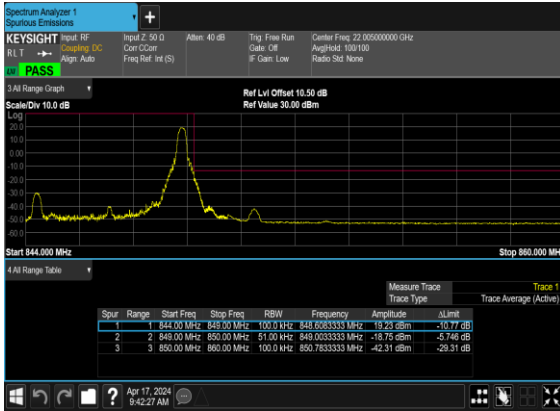 Spectrum Analyzer 1
Spurious Emissions
+
KEYSIGHT Input: RF Input Z: 50 Ω Atten: 40 dB Trig: Free Run Center Freq: 22.005000000 GHz
RLT Coupling: DC Corr CCorr Gate: Off Avg|Hold: 100/100
Align: Auto Freq Ref: Int (S) IF Gain: Low Radio Std: None
PASS
3 All Range Graph
Ref Lvl Offset 10.50 dB
Scale/Div 10.0 dB Ref Value 30.00 dBm
Log
20.0
10.0
0.00
-10.0
-20.0
-30.0
-40.0
-50.0
-60.0
Start 844.000 MHz Stop 860.000 MH
4 All Range Table
Measure Trace Trace 1
Trace Type Trace Average (Active)
Spur Range Start Freq Stop Freq RBW Frequency Amplitude ΔLimit
1 1 844.00 MHz 849.00 MHz 100.0 kHz 848.6083333 MHz 19.23 dBm -10.77 dB
2 2 849.00 MHz 850.00 MHz 51.00 kHz 849.0033333 MHz -18.75 dBm -5.746 dB
3 3 850.00 MHz 860.00 MHz 100.0 kHz 850.7833333 MHz -42.31 dBm -29.31 dB
?
Apr 17, 2024
9:42:27 AM